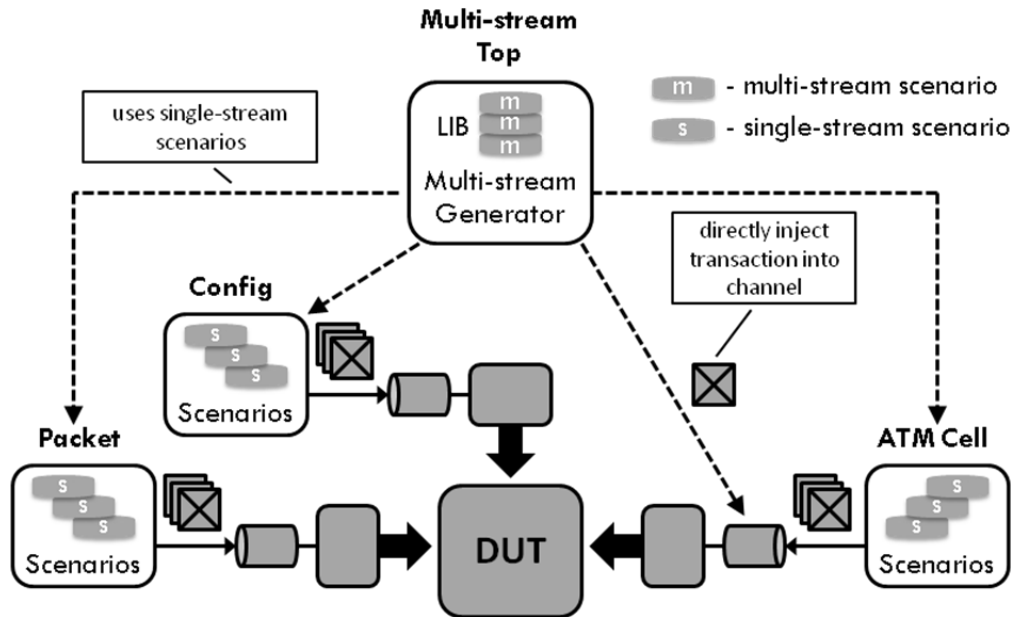 Multi-stream
Top
uses single-stream
scenarios
LIB
m
m
m
Multi-stream
Generator
m - multi-stream scenario
s - single-stream scenario
directly inject
transaction into
channel
Config
s
s
s
Scenarios
Packet
s
s
s
Scenarios
DUT
ATM Cell
s
s
s
Scenarios